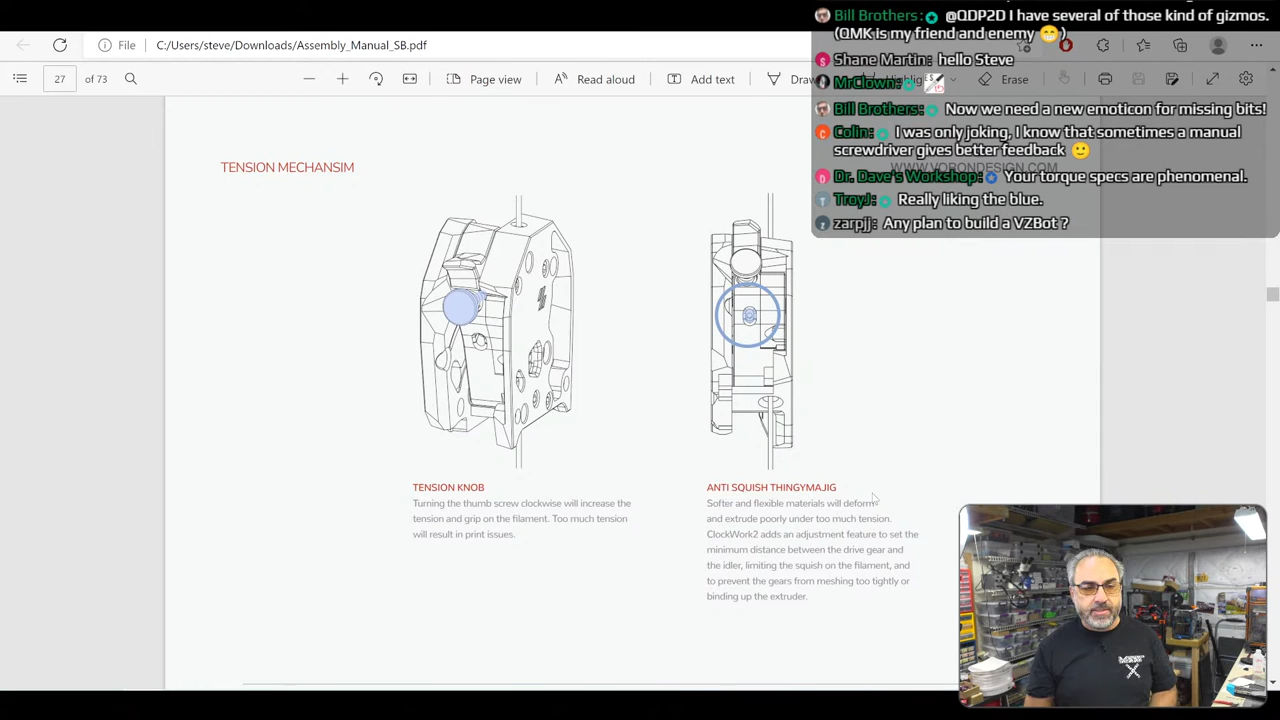 Bill Brothers: @QDP2D I have several of those kind of gizmos.
(QMK is my friend and enemy 😁)
Shane Martin: hello Steve
MrClown:
Bill Brothers: Now we need a new emoticon for missing bits!
Colin: I was only joking, I know that sometimes a manual
screwdriver gives better feedback 🙂
Dr. Dave's Workshop: Your torque specs are phenomenal.
TroyJ: Really liking the blue.
zarpjj: Any plan to build a VZBot ?
File C:/Users/steve/Downloads/Assembly_Manual_SB.pdf
27 of 73 Page view Read aloud Add text Draw Highlight Erase
TENSION MECHANSIM
WWW.VORONDESIGN.COM
TENSION KNOB
Turning the thumb screw clockwise will increase the
tension and grip on the filament. Too much tension
will result in print issues.
ANTI SQUISH THINGYMAJIG
Softer and flexible materials will deform
and extrude poorly under too much tension.
ClockWork2 adds an adjustment feature to set the
minimum distance between the drive gear and
the idler, limiting the squish on the filament, and
to prevent the gears from meshing too tightly or
binding up the extruder.